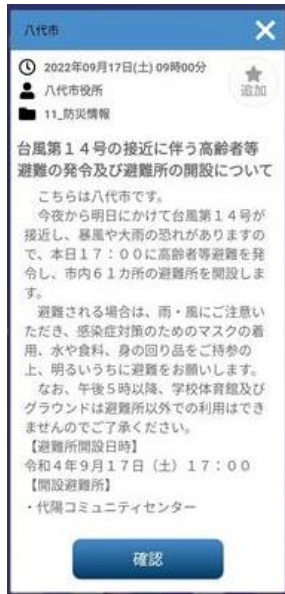 八代市
2022年09月17日(土) 09時00分
八代市役所
追加
11_防災情報
台風第１４号の接近に伴う高齢者等
避難の発令及び避難所の開設について
こちらは八代市です。
今夜から明日にかけて台風第１４号が
接近し、暴風や大雨の恐れがありますの
で、本日１７：００に高齢者等避難を発
令し、市内６１カ所の避難所を開設しま
す。
避難される場合は、雨・風にご注意い
ただき、感染症対策のためのマスクの着
用、水や食料、身の回り品をご持参の
上、明るいうちに避難をお願いします。
なお、午後５時以降、学校体育館及び
グラウンドは避難所以外での利用はでき
ませんのでご了承ください。
【避難所開設日時】
令和４年９月１７日（土）１７：００
【開設避難所】
・代陽コミュニティセンター
確認